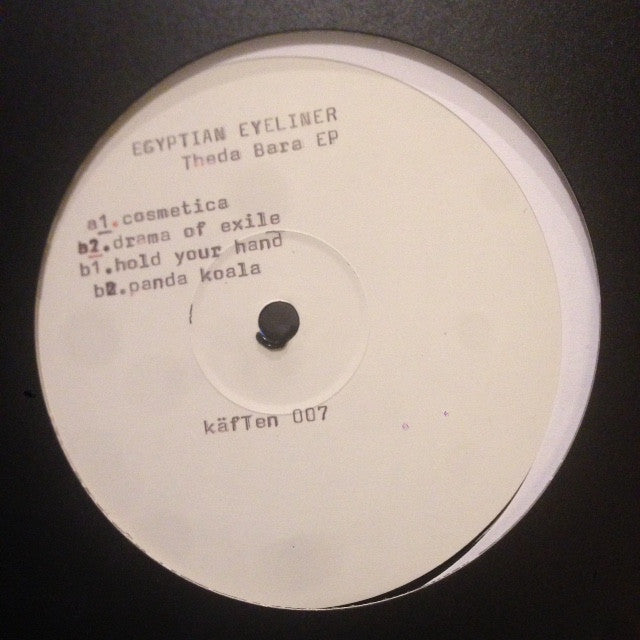 EGYPTIAN EYELINER
Theda Bara EP
a1.cosmetica
a2.drama of exile
b1.hold your hand
b2.panda koala
käfTen 007